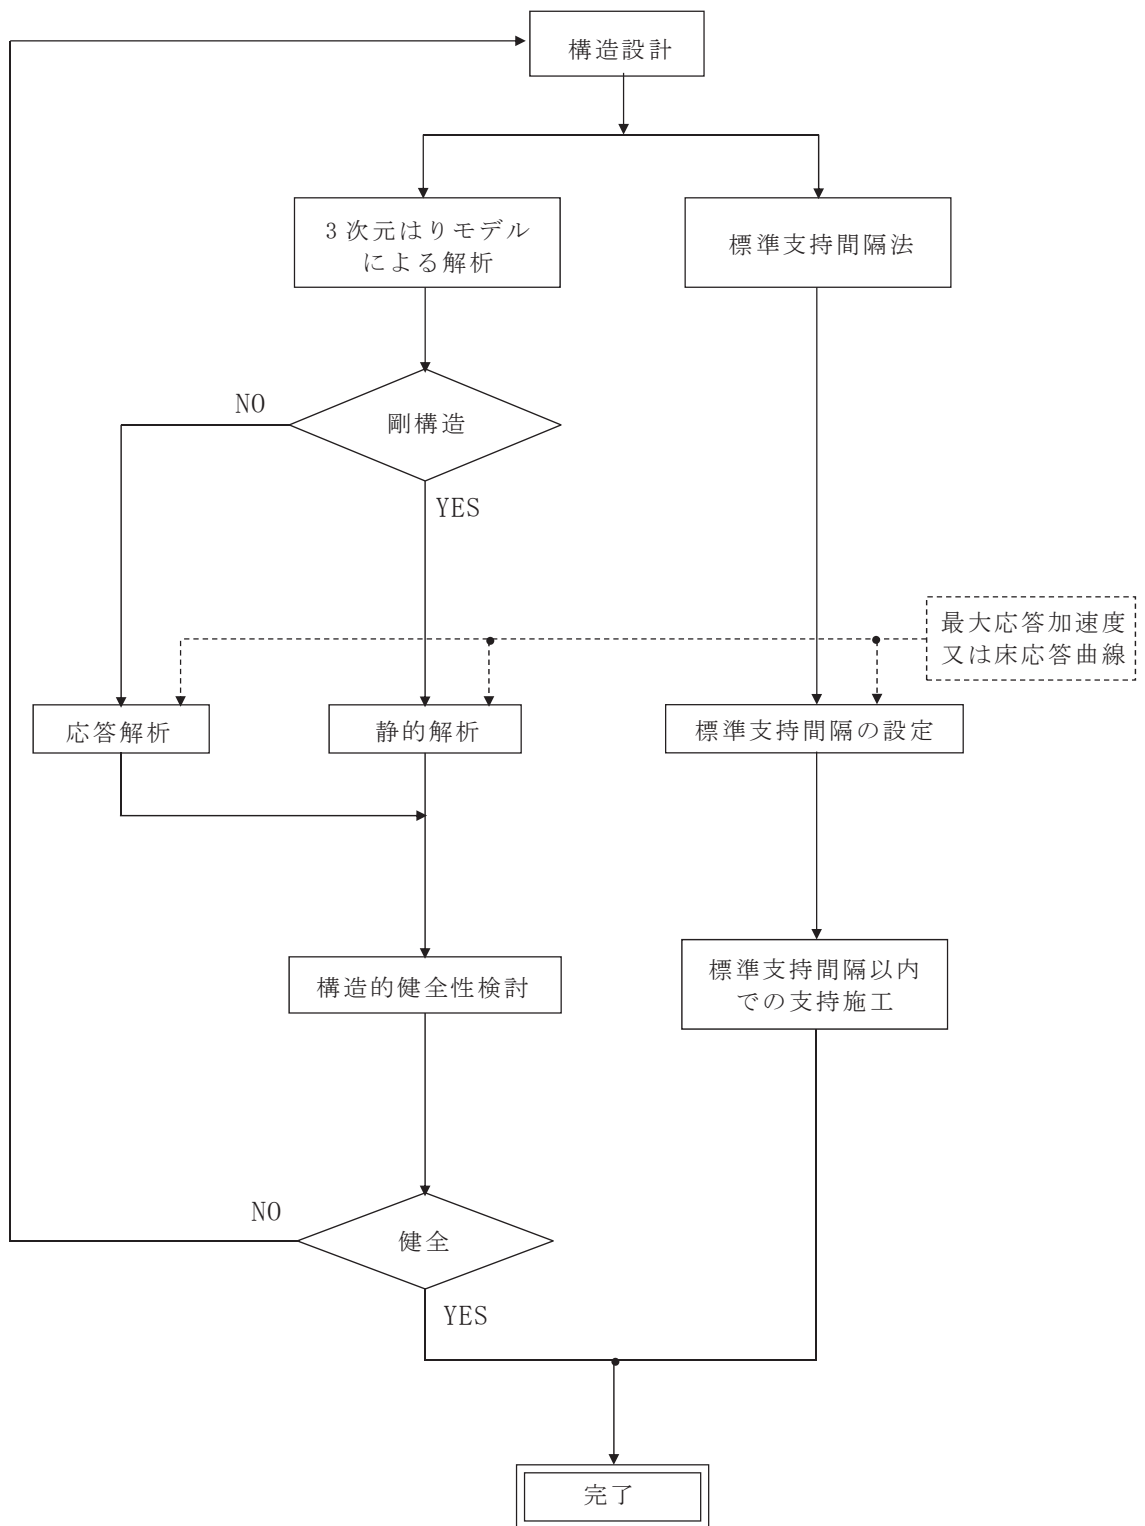 構造設計
3次元はりモデル
による解析
標準支持間隔法
NO
剛構造
YES
最大応答加速度
又は床応答曲線
応答解析
静的解析
標準支持間隔の設定
構造的健全性検討
標準支持間隔以内
での支持施工
NO
健全
YES
完了